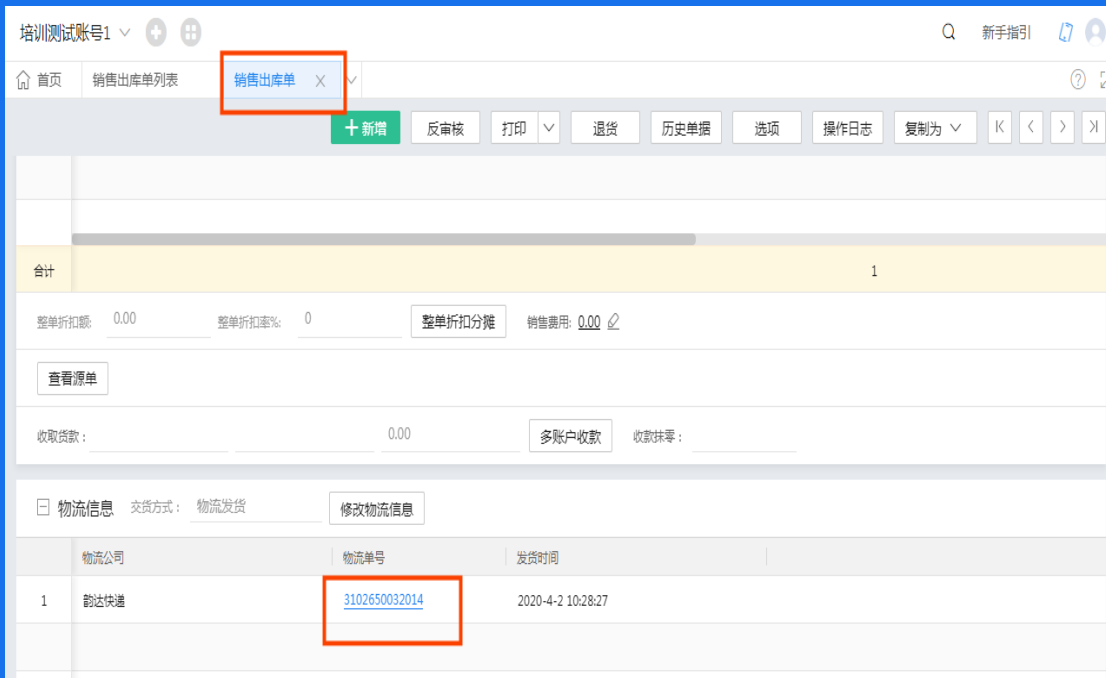 培训测试账号1 新手指引
首页 销售出库单列表 销售出库单
新增 反审核 打印 退货 历史单据 选项 操作日志 复制为
合计 1
整单折扣额: 0.00 整单折扣率%: 0 整单折扣分摊 销售费用: 0.00
查看源单
收取货款： 0.00 多账户收款 收款抹零：
物流信息 交货方式： 物流发货 修改物流信息
物流公司 物流单号 发货时间
1 韵达快递 3102650032014 2020-4-2 10:28:27